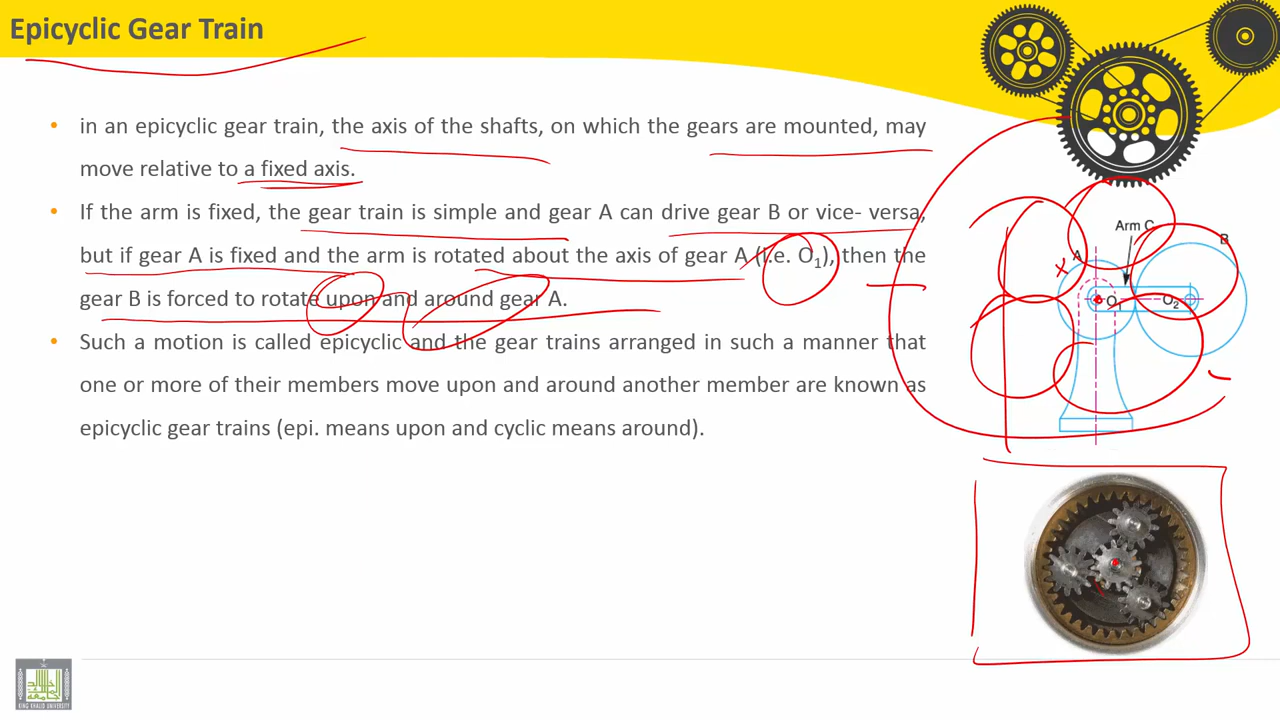 Epicyclic Gear Train
• in an epicyclic gear train, the axis of the shafts, on which the gears are mounted, may
move relative to a fixed axis.
• If the arm is fixed, the gear train is simple and gear A can drive gear B or vice- versa,
but if gear A is fixed and the arm is rotated about the axis of gear A (i.e. O1), then the
gear B is forced to rotate upon and around gear A.
• Such a motion is called epicyclic and the gear trains arranged in such a manner that
one or more of their members move upon and around another member are known as
epicyclic gear trains (epi. means upon and cyclic means around).
Arm C
B
A
O1
O2
KING KHALID UNIVERSITY